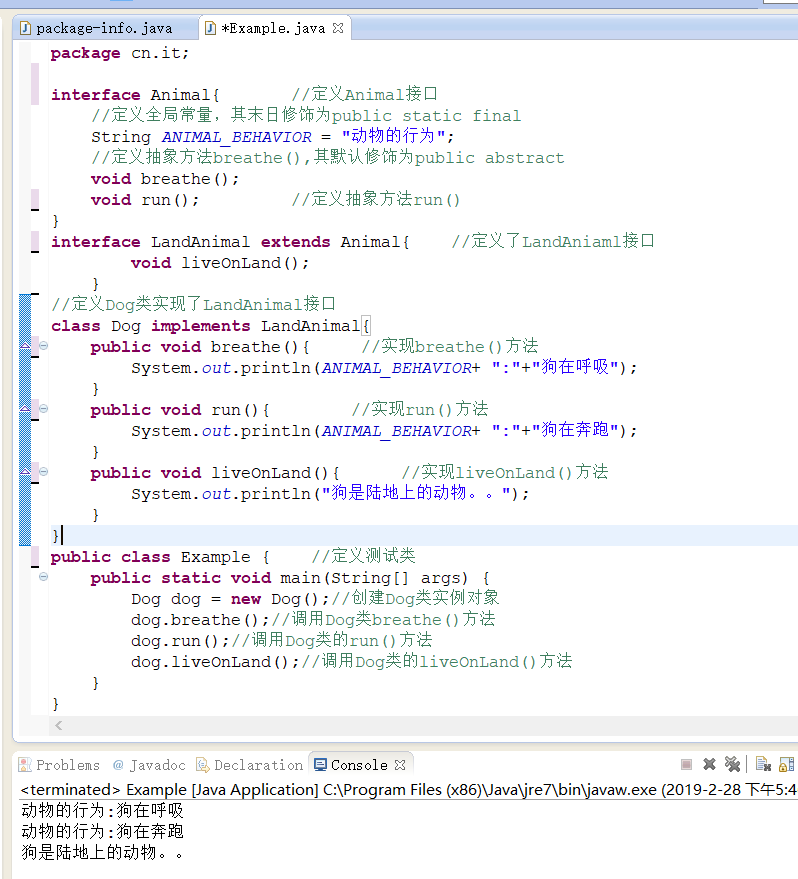 package-info.java *Example.java
package cn.it;
interface Animal{ //定义Animal接口
//定义全局常量，其末日修饰为public static final
String ANIMAL_BEHAVIOR = "动物的行为";
//定义抽象方法breathe(),其默认修饰为public abstract
void breathe();
void run(); //定义抽象方法run()
}
interface LandAnimal extends Animal{ //定义了LandAniaml接口
void liveOnLand();
}
//定义Dog类实现了LandAnimal接口
class Dog implements LandAnimal{
public void breathe(){ //实现breathe()方法
System.out.println(ANIMAL_BEHAVIOR+ ":"+"狗在呼吸");
}
public void run(){ //实现run()方法
System.out.println(ANIMAL_BEHAVIOR+ ":"+"狗在奔跑");
}
public void liveOnLand(){ //实现liveOnLand()方法
System.out.println("狗是陆地上的动物。。");
}
}
public class Example { //定义测试类
public static void main(String[] args) {
Dog dog = new Dog();//创建Dog类实例对象
dog.breathe();//调用Dog类breathe()方法
dog.run();//调用Dog类的run()方法
dog.liveOnLand();//调用Dog类的liveOnLand()方法
}
}
Problems @ Javadoc Declaration Console
<terminated> Example [Java Application] C:\Program Files (x86)\Java\jre7\bin\javaw.exe (2019-2-28 下午5:4
动物的行为:狗在呼吸
动物的行为:狗在奔跑
狗是陆地上的动物。。